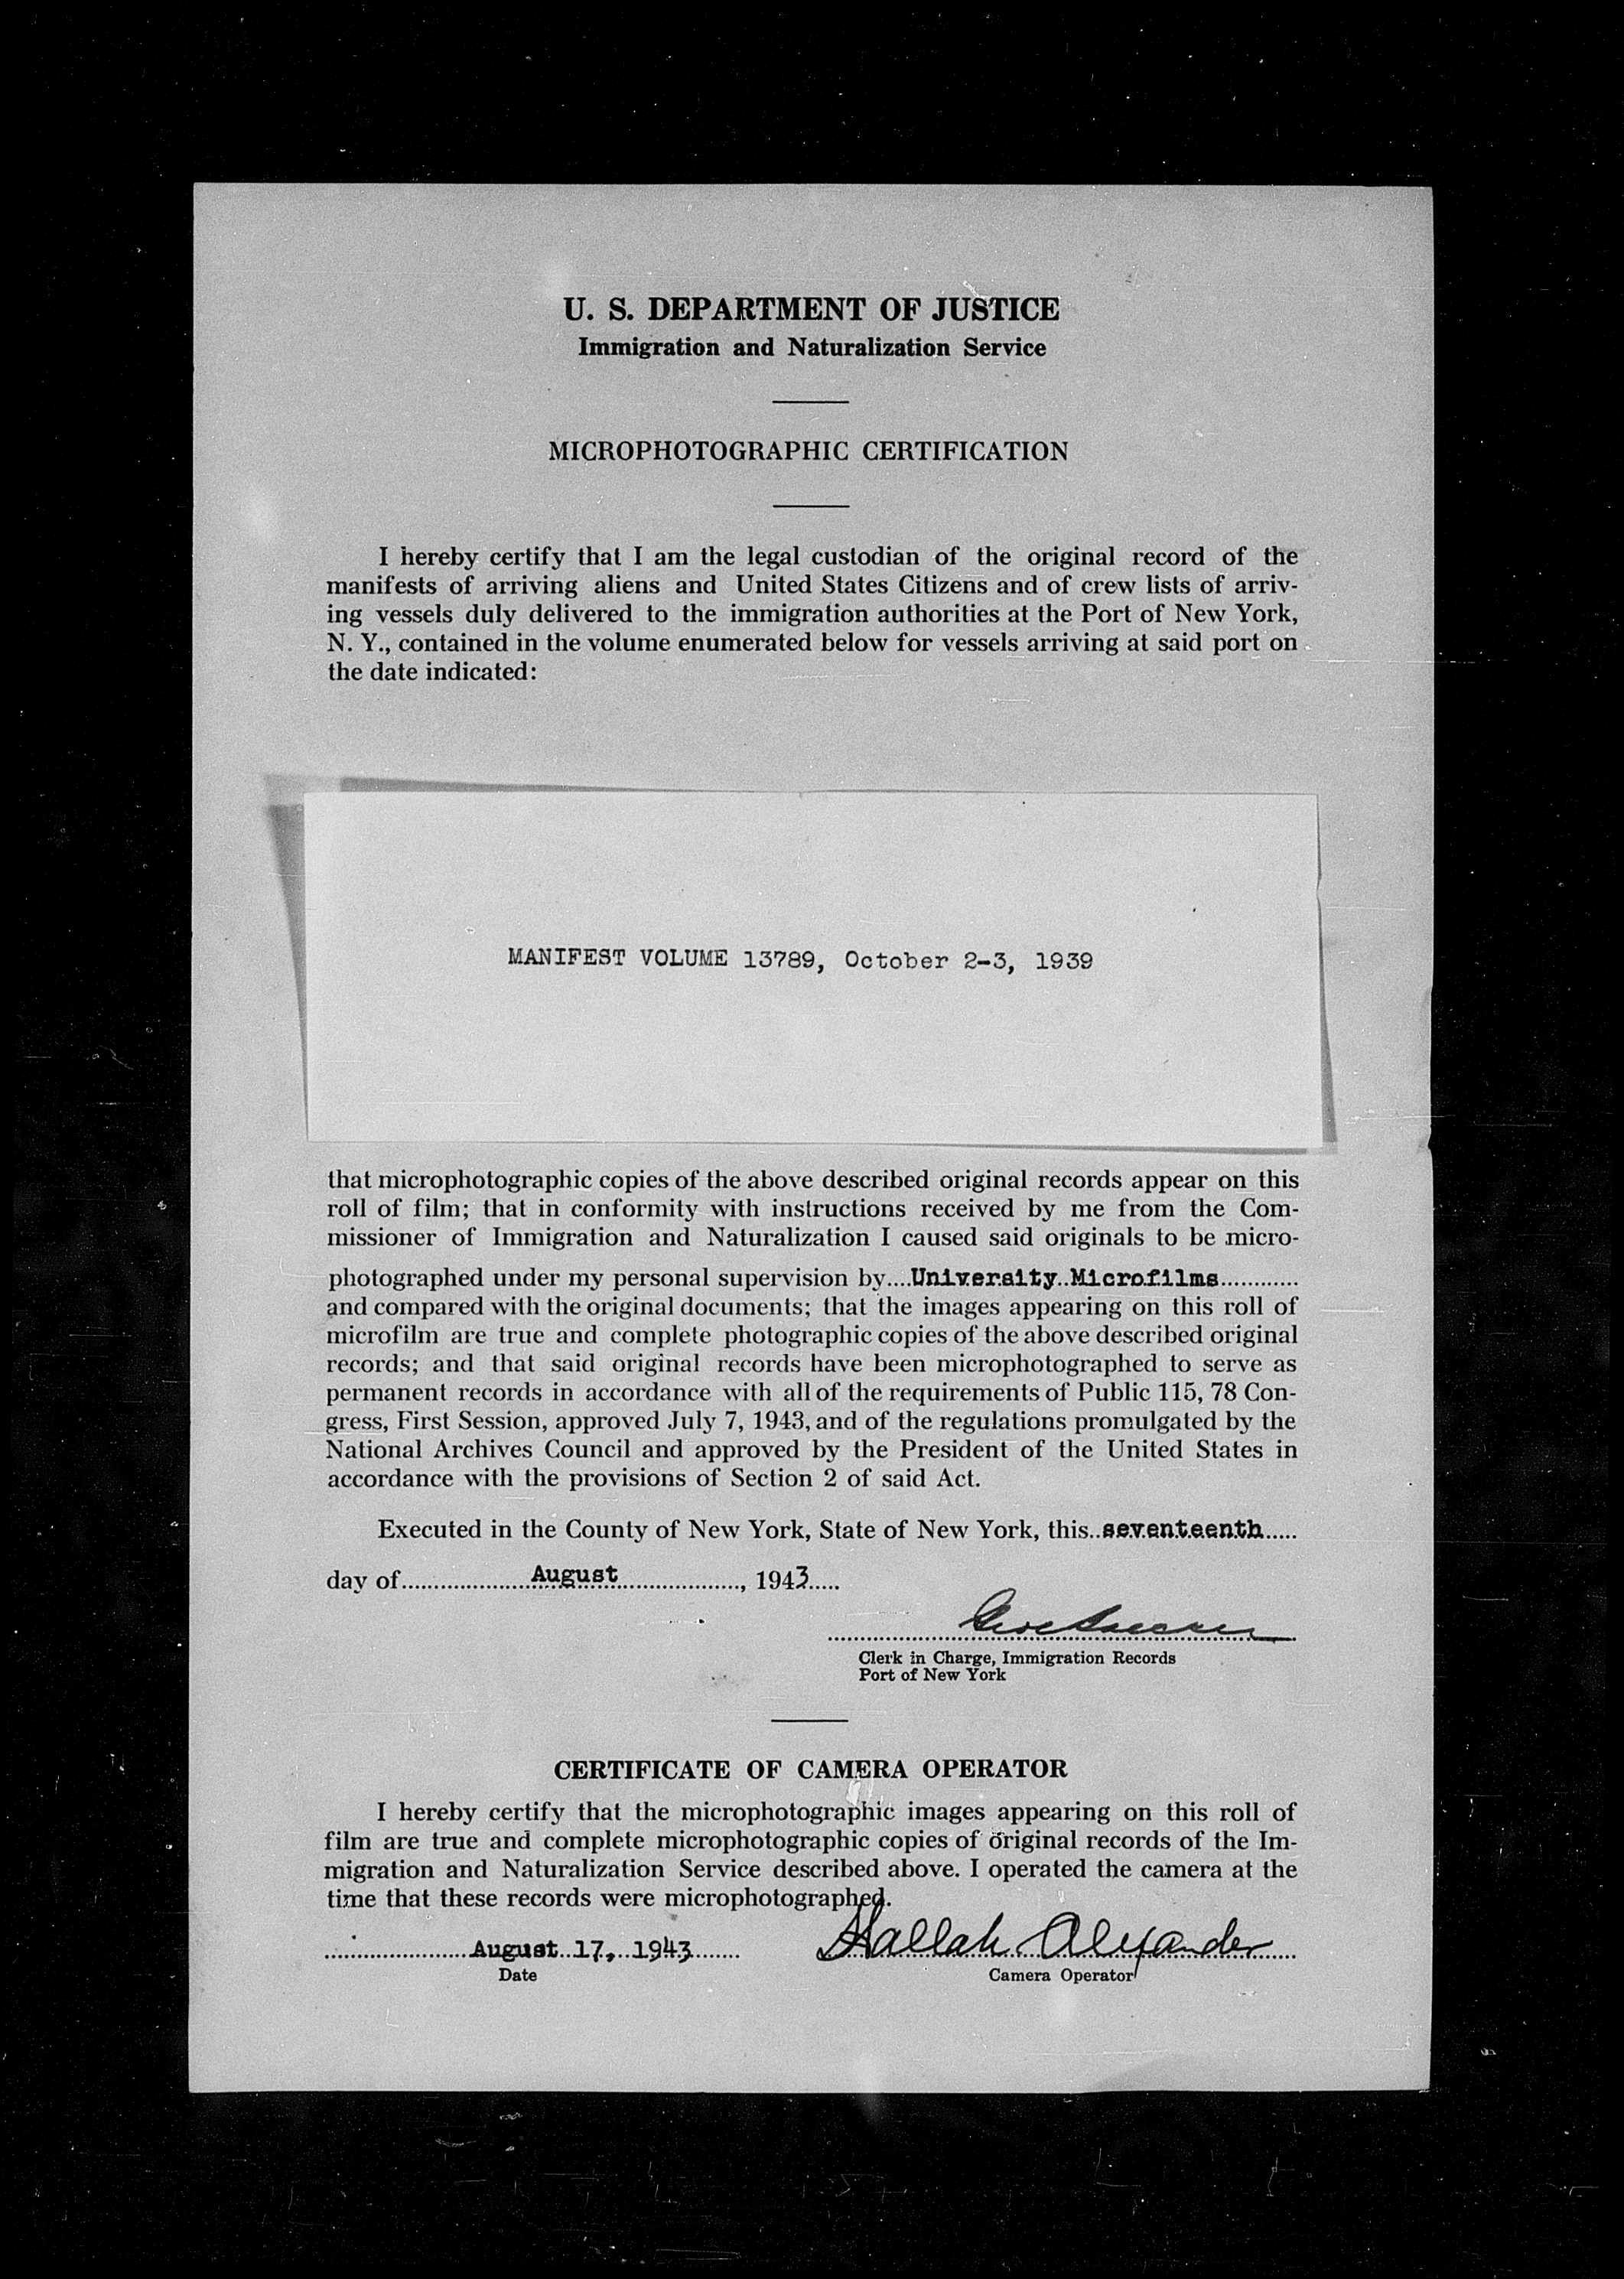 U. S. DEPARTMENT OF JUSTICE
Immigration and Naturalization Service
MICROPHOTOGRAPHIC CERTIFICATION
I hereby certify that I am the legal custodian of the original record of the
manifests of arriving aliens and United States Citizens and of crew lists of arriv-
ing vessels duly delivered to the immigration authorities at the Port of New York,
N. Y., contained in the volume enumerated below for vessels arriving at said port on
the date indicated:
MANIFEST VOLUME 13789, October 2-3, 1939
that microphotographic copies of the above described original records appear on this
roll of film; that in conformity with instructions received by me from the Com-
missioner of Immigration and Naturalization I caused said originals to be micro-
photographed under my personal supervision by....University Microfilms............
and compared with the original documents; that the images appearing on this roll of
microfilm are true and complete photographic copies of the above described original
records; and that said original records have been microphotographed to serve as
permanent records in accordance with all of the requirements of Public 115, 78 Con-
gress, First Session, approved July 7, 1943, and of the regulations promulgated by the
National Archives Council and approved by the President of the United States in
accordance with the provisions of Section 2 of said Act.
Executed in the County of New York, State of New York, this..seventeenth.....
day of......................August....................., 1943.....
Clerk in Charge, Immigration Records
Port of New York
CERTIFICATE OF CAMERA OPERATOR
I hereby certify that the microphotographic images appearing on this roll of
film are true and complete microphotographic copies of original records of the Im-
migration and Naturalization Service described above. I operated the camera at the
time that these records were microphotographed.
August 17, 1943 Hallah Alexander
Date Camera Operator